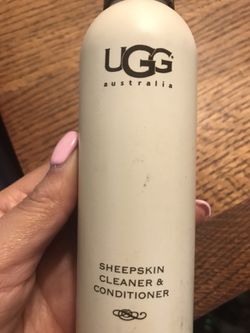 UGG
australia
SHEEPSKIN
CLEANER &
CONDITIONER